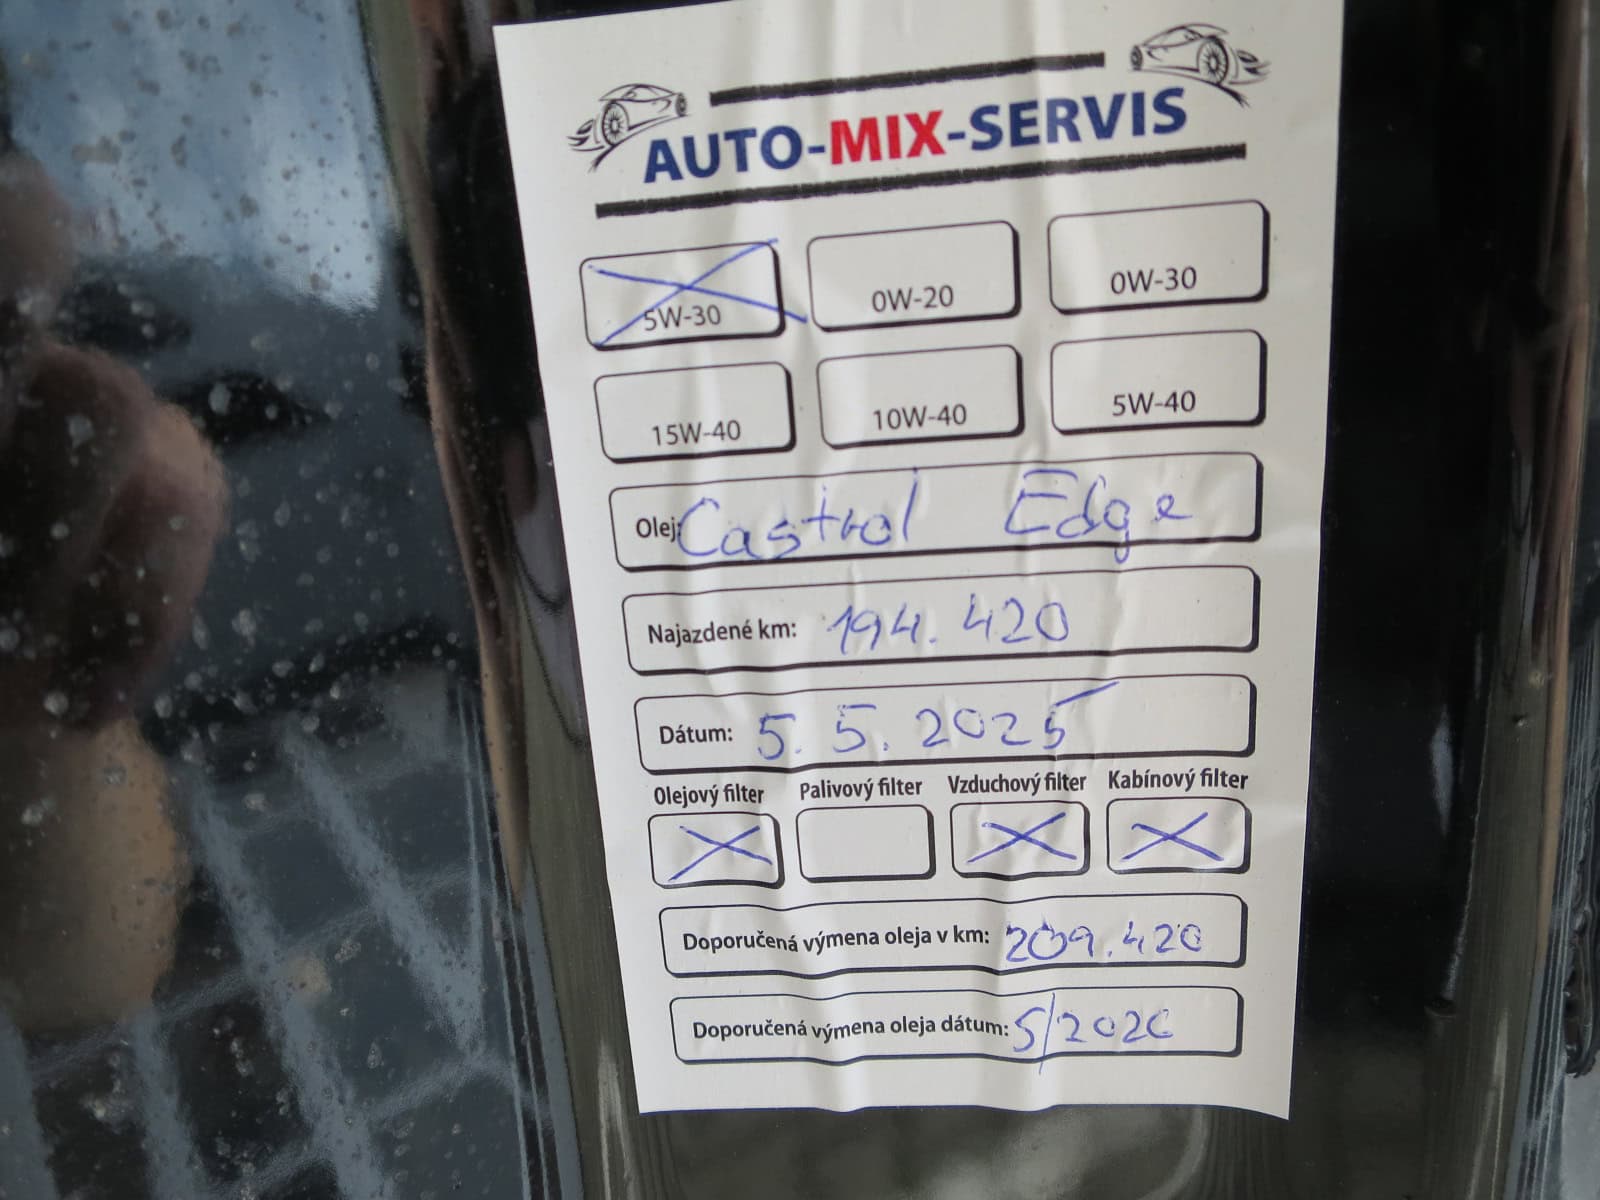 AUTO-MIX-SERVIS
5W-30 0W-20 0W-30
15W-40 10W-40 5W-40
Olej: Castrol Edge
Najazdené km: 194.420
Dátum: 5.5.2025
Olejový filter Palivový filter Vzduchový filter Kabínový filter
X X X
Doporučená výmena oleja v km: 209.420
Doporučená výmena oleja dátum: 5/2026